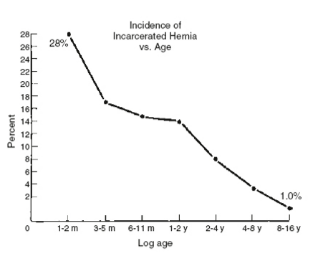 Incidence of
Incarcerated Hernia
vs. Age
28
26
24
22
20
18
16
14
12
10
8
6
4
2
0
28%
1.0%
Percent
1-2 m
3-5 m
6-11 m
1-2 y
2-4 y
4-8 y
8-16 y
Log age